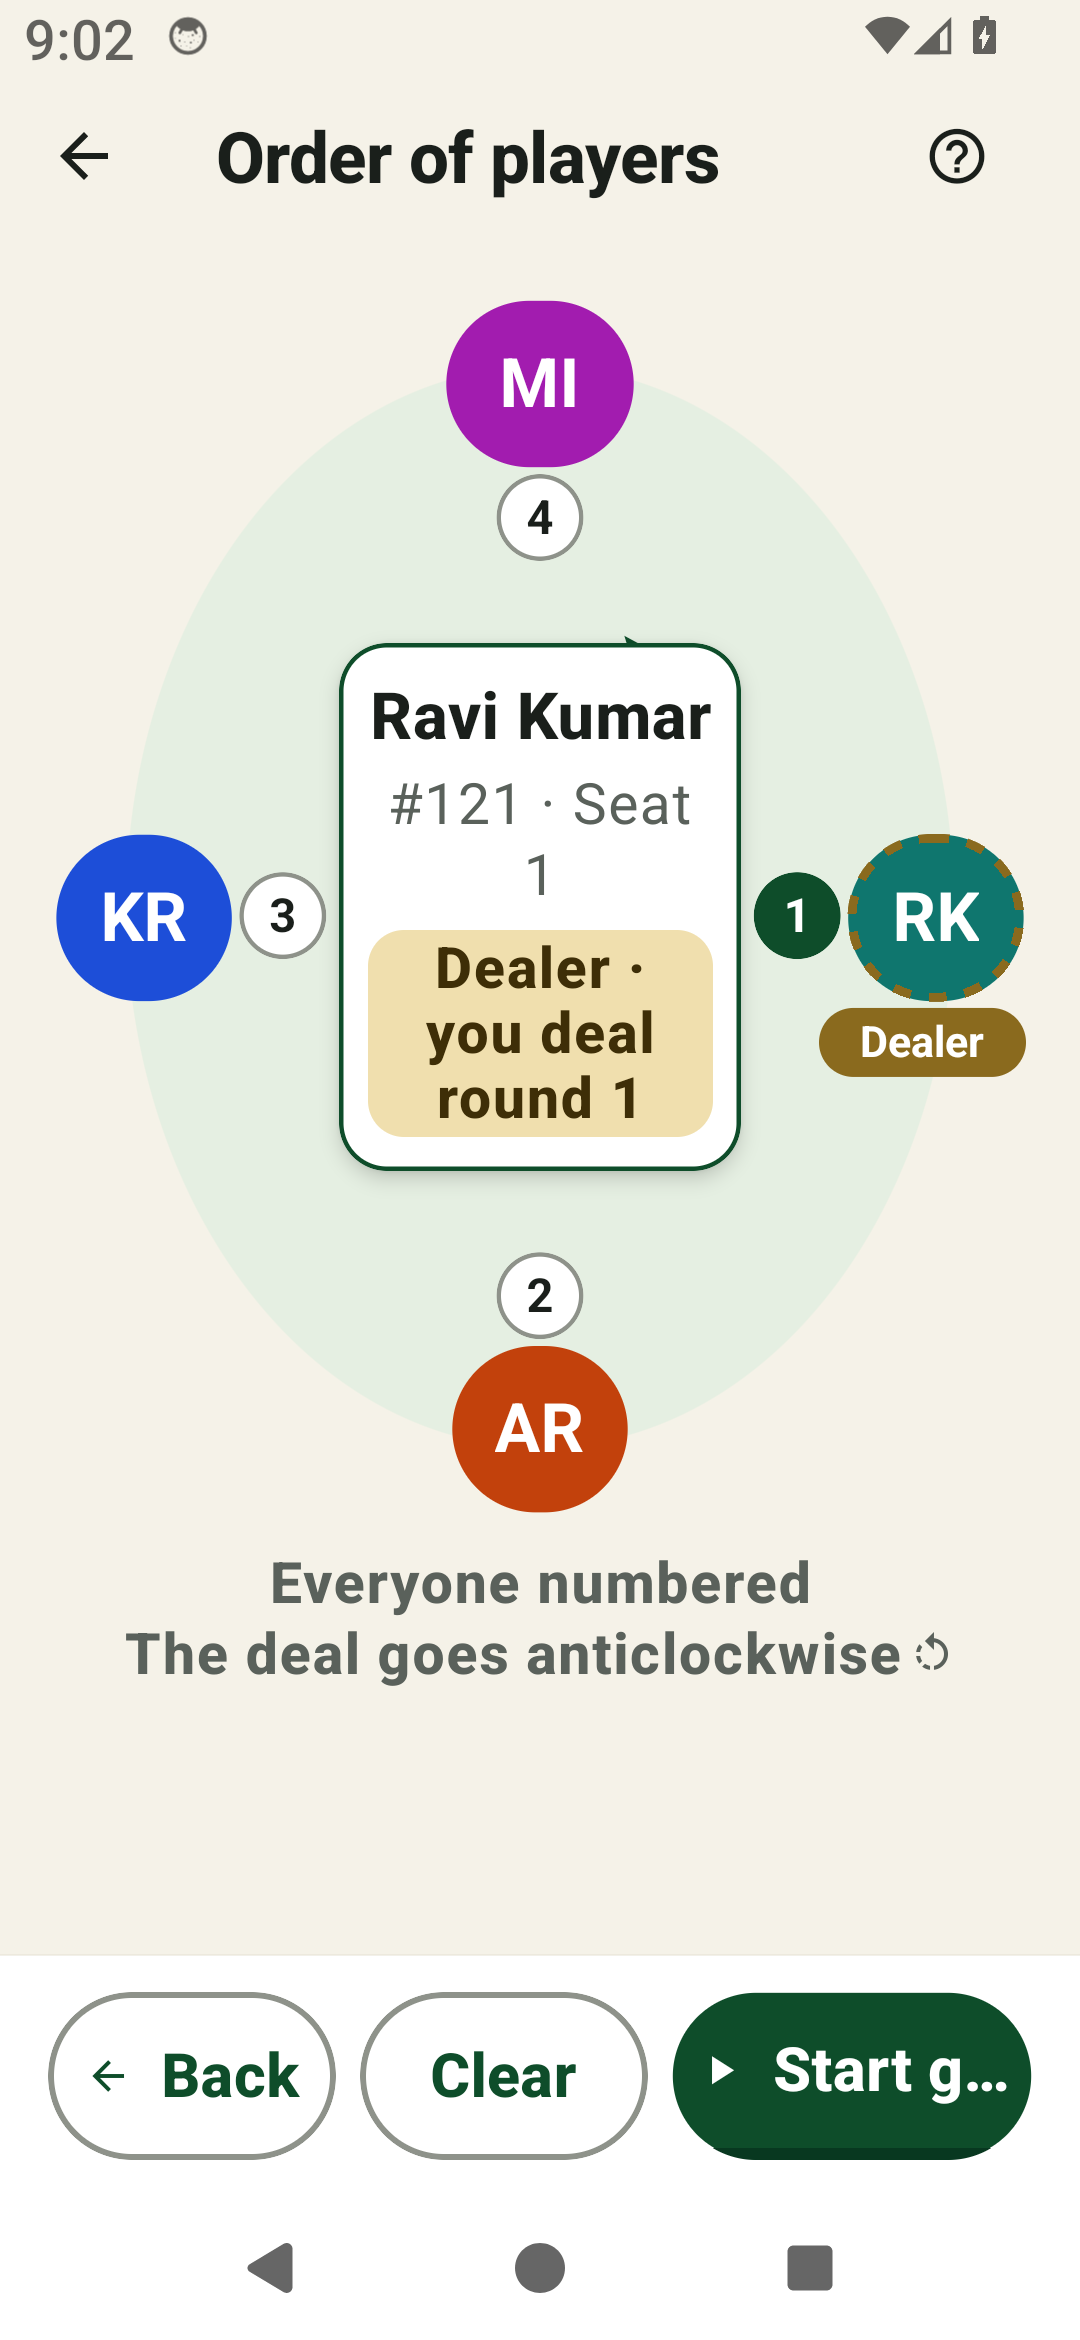 9:02
Order of players
MI
4
Ravi Kumar
#121 · Seat
1
KR
3
1
RK
Dealer ·
you deal
round 1
Dealer
2
AR
Everyone numbered
The deal goes anticlockwise
Back
Clear
Start g…